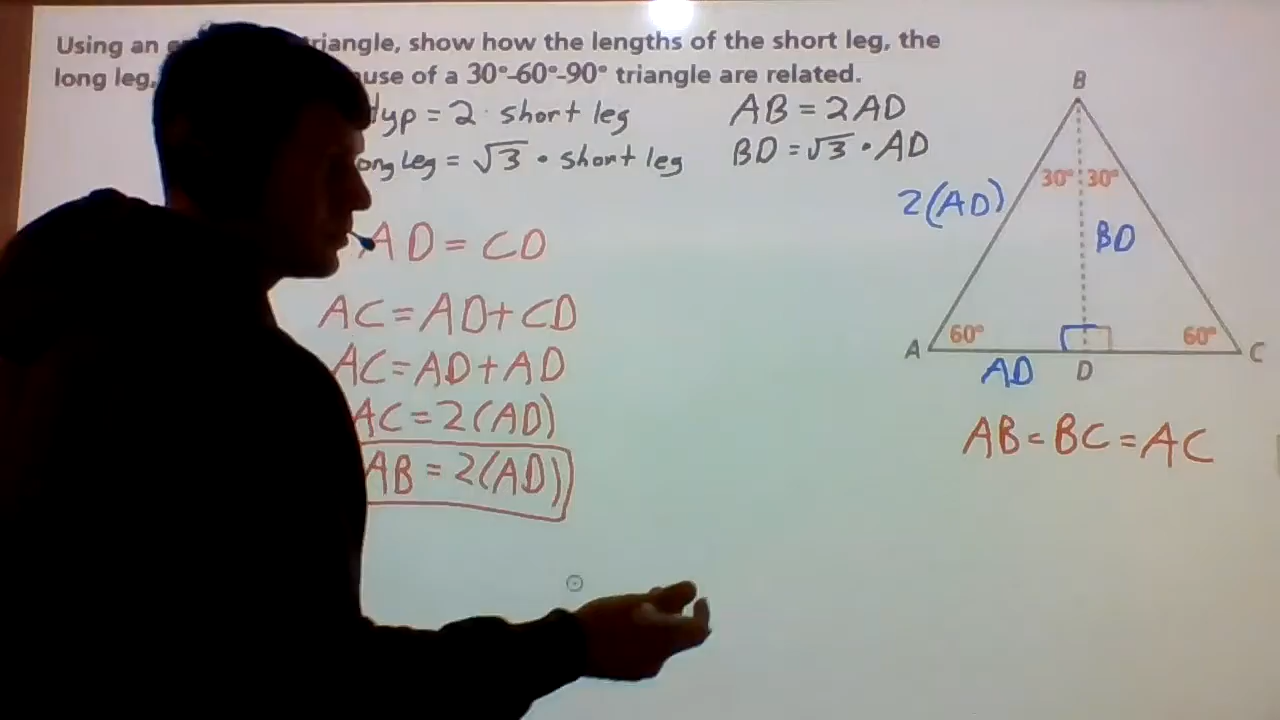 Using an triangle, show how the lengths of the short leg, the
long leg, use of a 30°-60°-90° triangle are related.
Hyp = 2 · short leg
Long Leg = √3 · short leg
AB = 2AD
BD = √3 · AD
AD = CD
AC = AD + CD
AC = AD + AD
AC = 2(AD)
AB = 2(AD)
B
30° 30°
2(AD)
BD
60° 60°
A C
AD D
AB = BC = AC